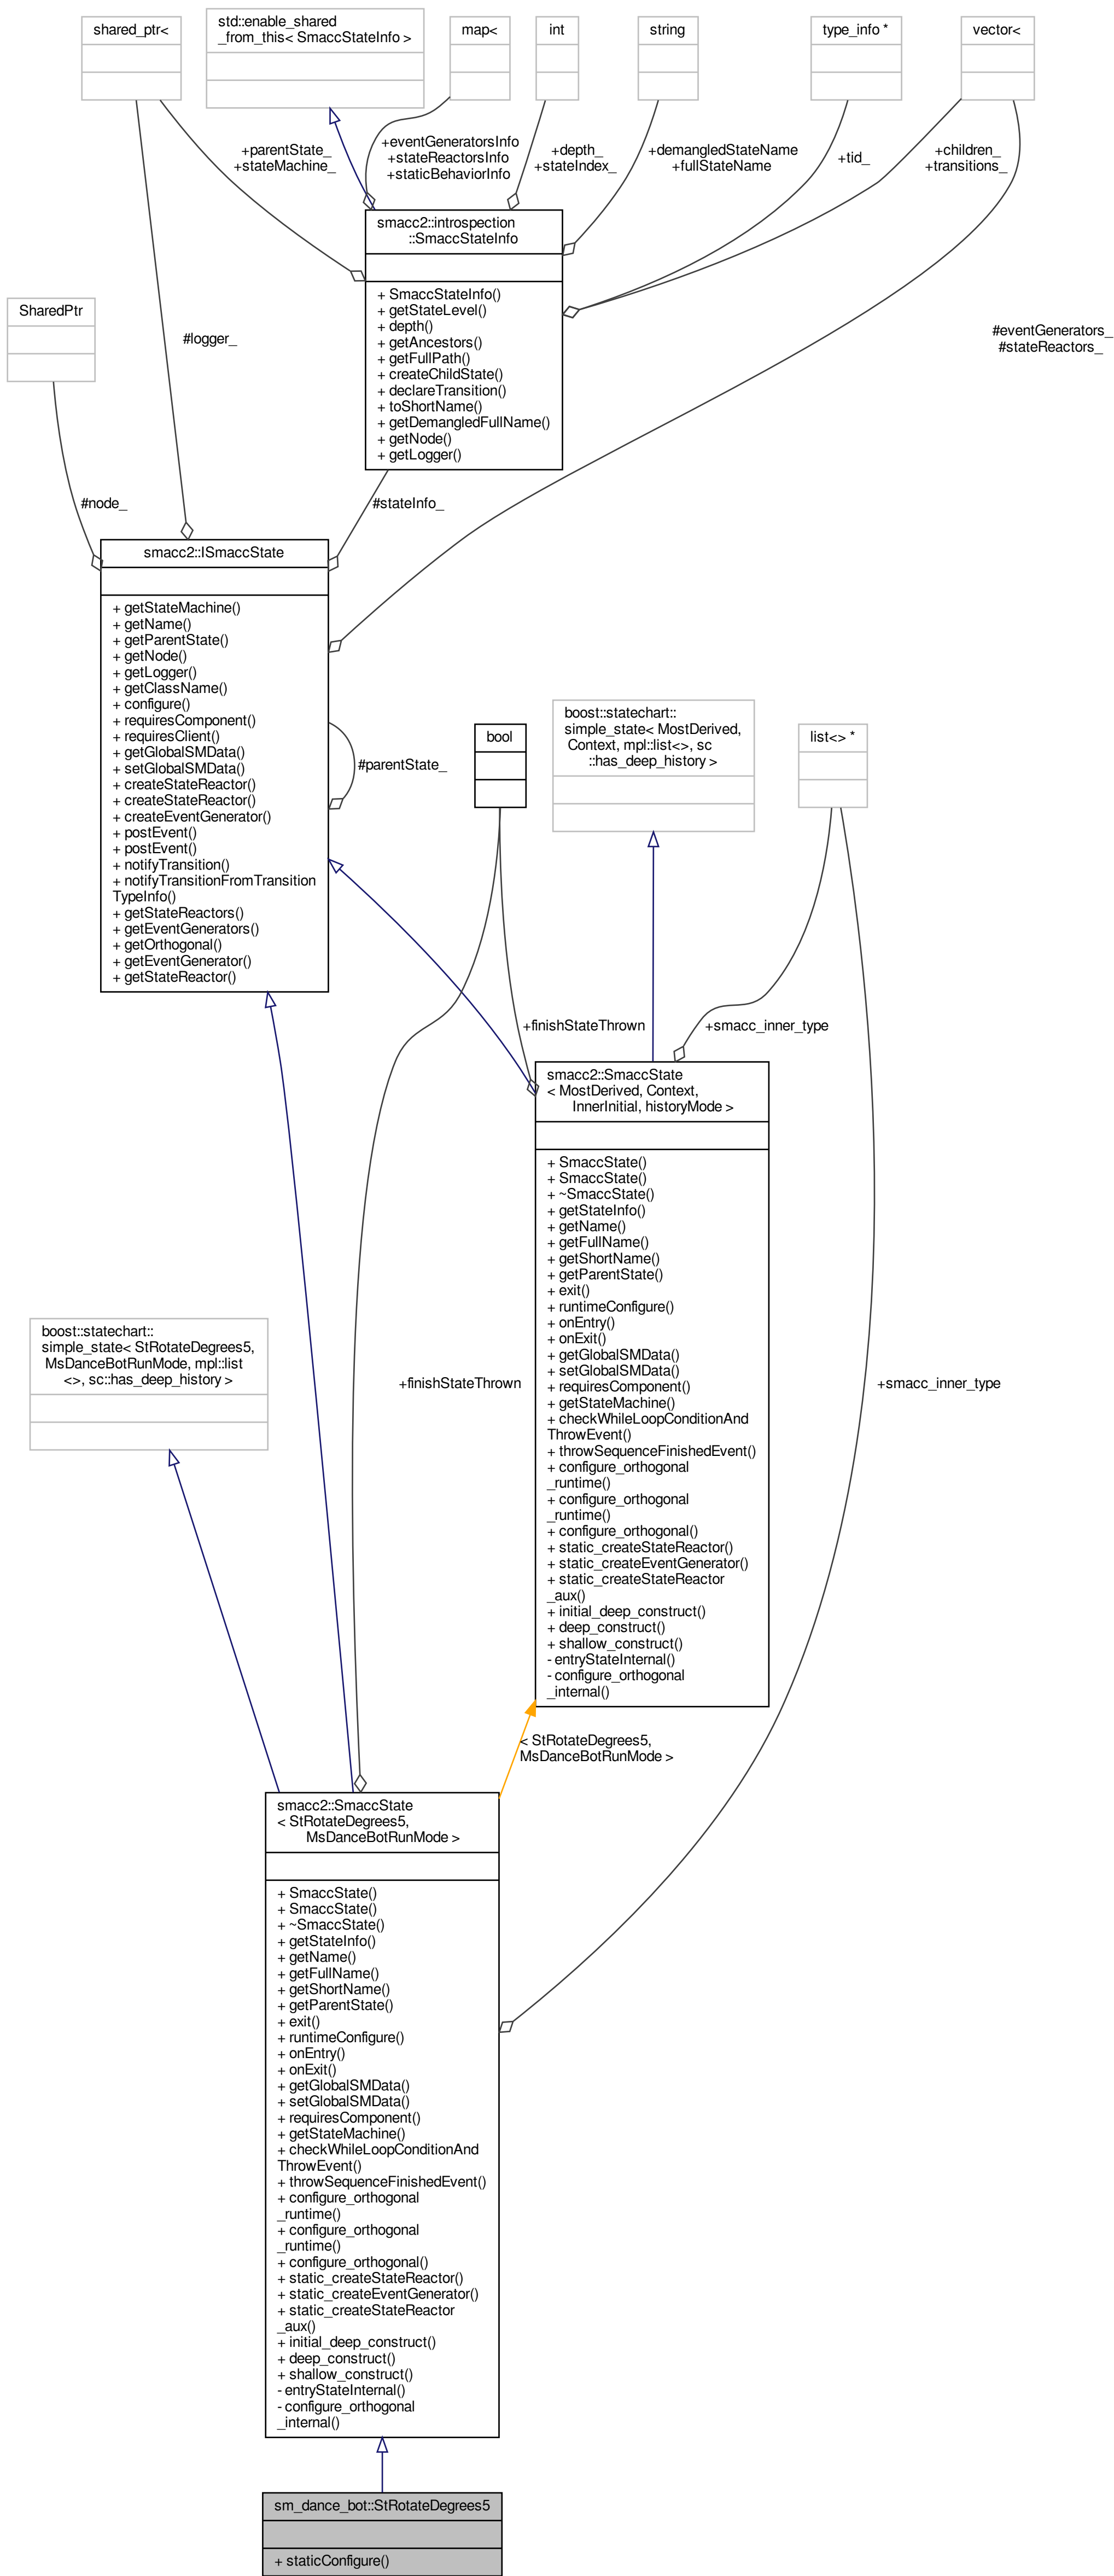 shared_ptr<
std::enable_shared
_from_this< SmaccStateInfo >
map<
int
string
type_info *
vector<
+parentState_
+stateMachine_
+eventGeneratorsInfo
+stateReactorsInfo
+staticBehaviorInfo
+depth_
+stateIndex_
+demangledStateName
+fullStateName
+tid_
+children_
+transitions_
smacc2::introspection
::SmaccStateInfo
+ SmaccStateInfo()
+ getStateLevel()
+ depth()
+ getAncestors()
+ getFullPath()
+ createChildState()
+ declareTransition()
+ toShortName()
+ getDemangledFullName()
+ getNode()
+ getLogger()
SharedPtr
#logger_
#eventGenerators_
#stateReactors_
#node_
#stateInfo_
smacc2::ISmaccState
+ getStateMachine()
+ getName()
+ getParentState()
+ getNode()
+ getLogger()
+ getClassName()
+ configure()
+ requiresComponent()
+ requiresClient()
+ getGlobalSMData()
+ setGlobalSMData()
+ createStateReactor()
+ createStateReactor()
+ createEventGenerator()
+ postEvent()
+ postEvent()
+ notifyTransition()
+ notifyTransitionFromTransition
TypeInfo()
+ getStateReactors()
+ getEventGenerators()
+ getOrthogonal()
+ getEventGenerator()
+ getStateReactor()
#parentState_
bool
boost::statechart::
simple_state< MostDerived,
Context, mpl::list<>, sc
::has_deep_history >
list<> *
+finishStateThrown
+smacc_inner_type
smacc2::SmaccState
< MostDerived, Context,
InnerInitial, historyMode >
+ SmaccState()
+ SmaccState()
+ ~SmaccState()
+ getStateInfo()
+ getName()
+ getFullName()
+ getShortName()
+ getParentState()
+ exit()
+ runtimeConfigure()
+ onEntry()
+ onExit()
+ getGlobalSMData()
+ setGlobalSMData()
+ requiresComponent()
+ getStateMachine()
+ checkWhileLoopConditionAnd
ThrowEvent()
+ throwSequenceFinishedEvent()
+ configure_orthogonal
_runtime()
+ configure_orthogonal
_runtime()
+ configure_orthogonal()
+ static_createStateReactor()
+ static_createEventGenerator()
+ static_createStateReactor
_aux()
+ initial_deep_construct()
+ deep_construct()
+ shallow_construct()
- entryStateInternal()
- configure_orthogonal
_internal()
boost::statechart::
simple_state< StRotateDegrees5,
MsDanceBotRunMode, mpl::list
<>, sc::has_deep_history >
+finishStateThrown
+smacc_inner_type
< StRotateDegrees5,
MsDanceBotRunMode >
smacc2::SmaccState
< StRotateDegrees5,
MsDanceBotRunMode >
+ SmaccState()
+ SmaccState()
+ ~SmaccState()
+ getStateInfo()
+ getName()
+ getFullName()
+ getShortName()
+ getParentState()
+ exit()
+ runtimeConfigure()
+ onEntry()
+ onExit()
+ getGlobalSMData()
+ setGlobalSMData()
+ requiresComponent()
+ getStateMachine()
+ checkWhileLoopConditionAnd
ThrowEvent()
+ throwSequenceFinishedEvent()
+ configure_orthogonal
_runtime()
+ configure_orthogonal
_runtime()
+ configure_orthogonal()
+ static_createStateReactor()
+ static_createEventGenerator()
+ static_createStateReactor
_aux()
+ initial_deep_construct()
+ deep_construct()
+ shallow_construct()
- entryStateInternal()
- configure_orthogonal
_internal()
sm_dance_bot::StRotateDegrees5
+ staticConfigure()